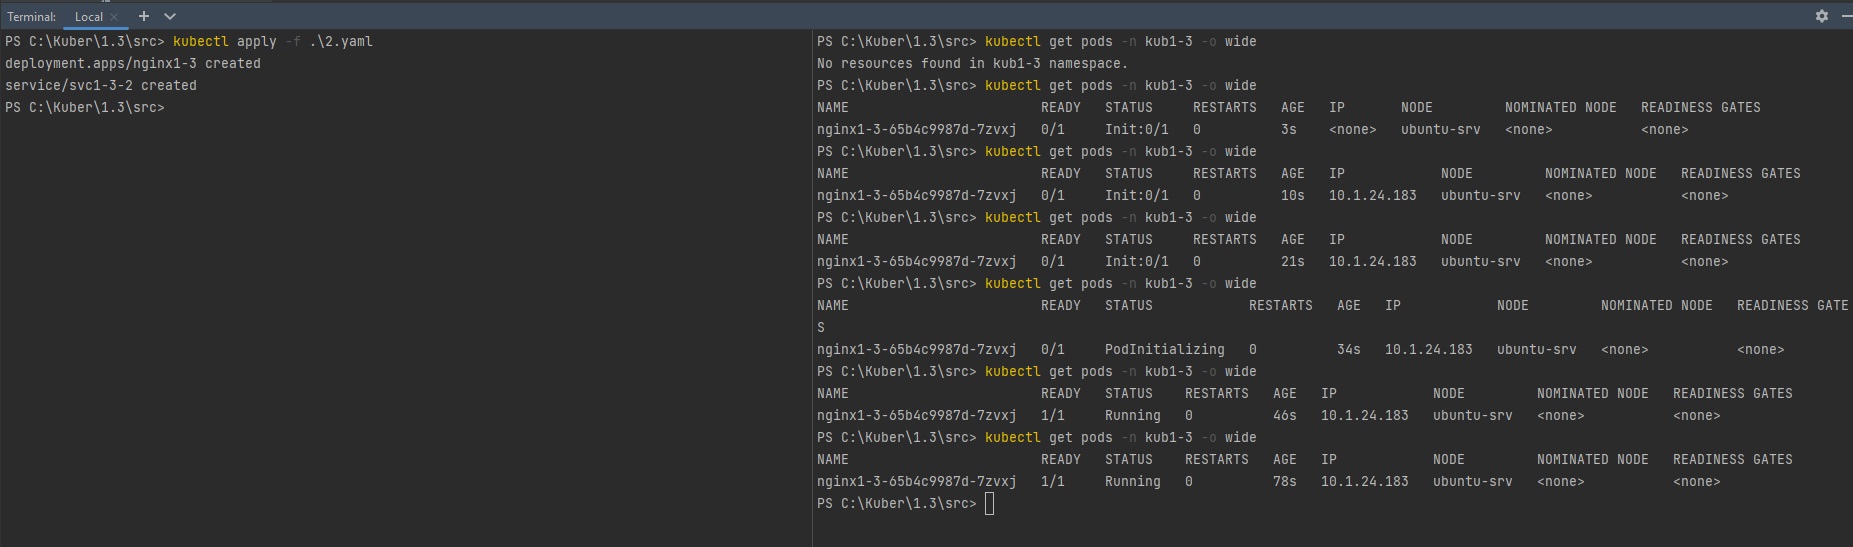 Terminal: Local × + ∨
PS C:\Kuber\1.3\src> kubectl apply -f .\2.yaml
deployment.apps/nginx1-3 created
service/svc1-3-2 created
PS C:\Kuber\1.3\src>
PS C:\Kuber\1.3\src> kubectl get pods -n kub1-3 -o wide
No resources found in kub1-3 namespace.
PS C:\Kuber\1.3\src> kubectl get pods -n kub1-3 -o wide
NAME READY STATUS RESTARTS AGE IP NODE NOMINATED NODE READINESS GATES
nginx1-3-65b4c9987d-7zvxj 0/1 Init:0/1 0 3s <none> ubuntu-srv <none> <none>
PS C:\Kuber\1.3\src> kubectl get pods -n kub1-3 -o wide
NAME READY STATUS RESTARTS AGE IP NODE NOMINATED NODE READINESS GATES
nginx1-3-65b4c9987d-7zvxj 0/1 Init:0/1 0 10s 10.1.24.183 ubuntu-srv <none> <none>
PS C:\Kuber\1.3\src> kubectl get pods -n kub1-3 -o wide
NAME READY STATUS RESTARTS AGE IP NODE NOMINATED NODE READINESS GATES
nginx1-3-65b4c9987d-7zvxj 0/1 Init:0/1 0 21s 10.1.24.183 ubuntu-srv <none> <none>
PS C:\Kuber\1.3\src> kubectl get pods -n kub1-3 -o wide
NAME READY STATUS RESTARTS AGE IP NODE NOMINATED NODE READINESS GATE
S
nginx1-3-65b4c9987d-7zvxj 0/1 PodInitializing 0 34s 10.1.24.183 ubuntu-srv <none> <none>
PS C:\Kuber\1.3\src> kubectl get pods -n kub1-3 -o wide
NAME READY STATUS RESTARTS AGE IP NODE NOMINATED NODE READINESS GATES
nginx1-3-65b4c9987d-7zvxj 1/1 Running 0 46s 10.1.24.183 ubuntu-srv <none> <none>
PS C:\Kuber\1.3\src> kubectl get pods -n kub1-3 -o wide
NAME READY STATUS RESTARTS AGE IP NODE NOMINATED NODE READINESS GATES
nginx1-3-65b4c9987d-7zvxj 1/1 Running 0 78s 10.1.24.183 ubuntu-srv <none> <none>
PS C:\Kuber\1.3\src>